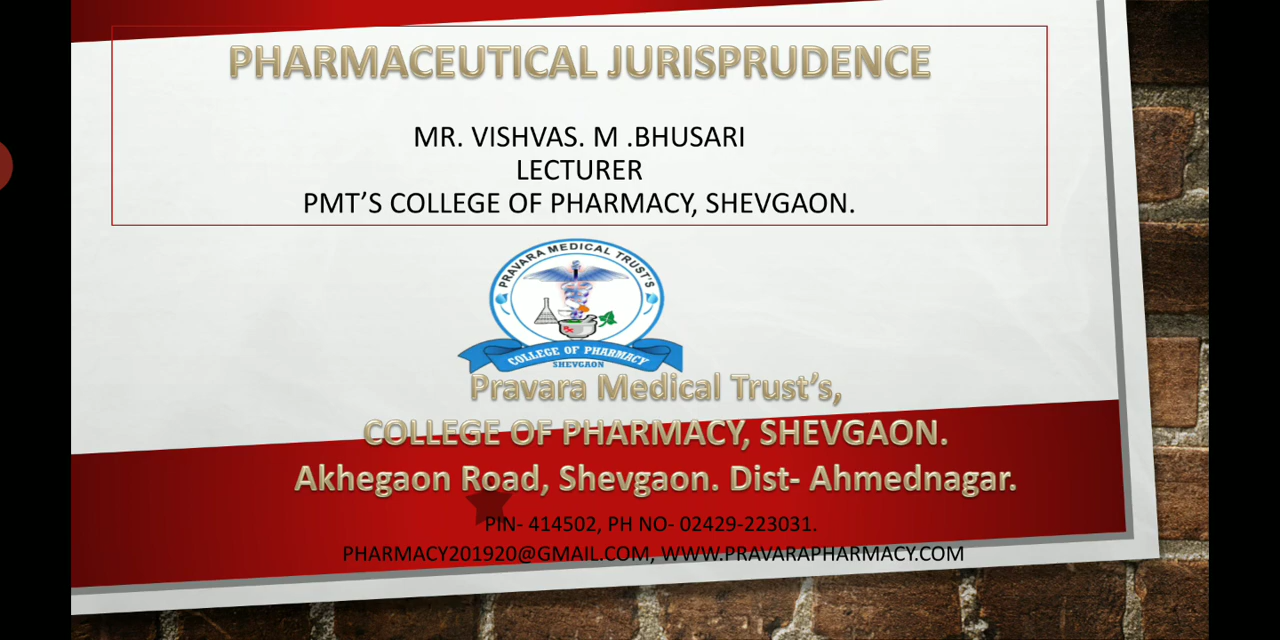 PHARMACEUTICAL JURISPRUDENCE
MR. VISHVAS. M .BHUSARI
LECTURER
PMT’S COLLEGE OF PHARMACY, SHEVGAON.
PRAVARA MEDICAL TRUST'S
Rx
COLLEGE OF PHARMACY
SHEVGAON
Pravara Medical Trust’s,
COLLEGE OF PHARMACY, SHEVGAON.
Akhegaon Road, Shevgaon. Dist- Ahmednagar.
PIN- 414502, PH NO- 02429-223031.
PHARMACY201920@GMAIL.COM, WWW.PRAVARAPHARMACY.COM